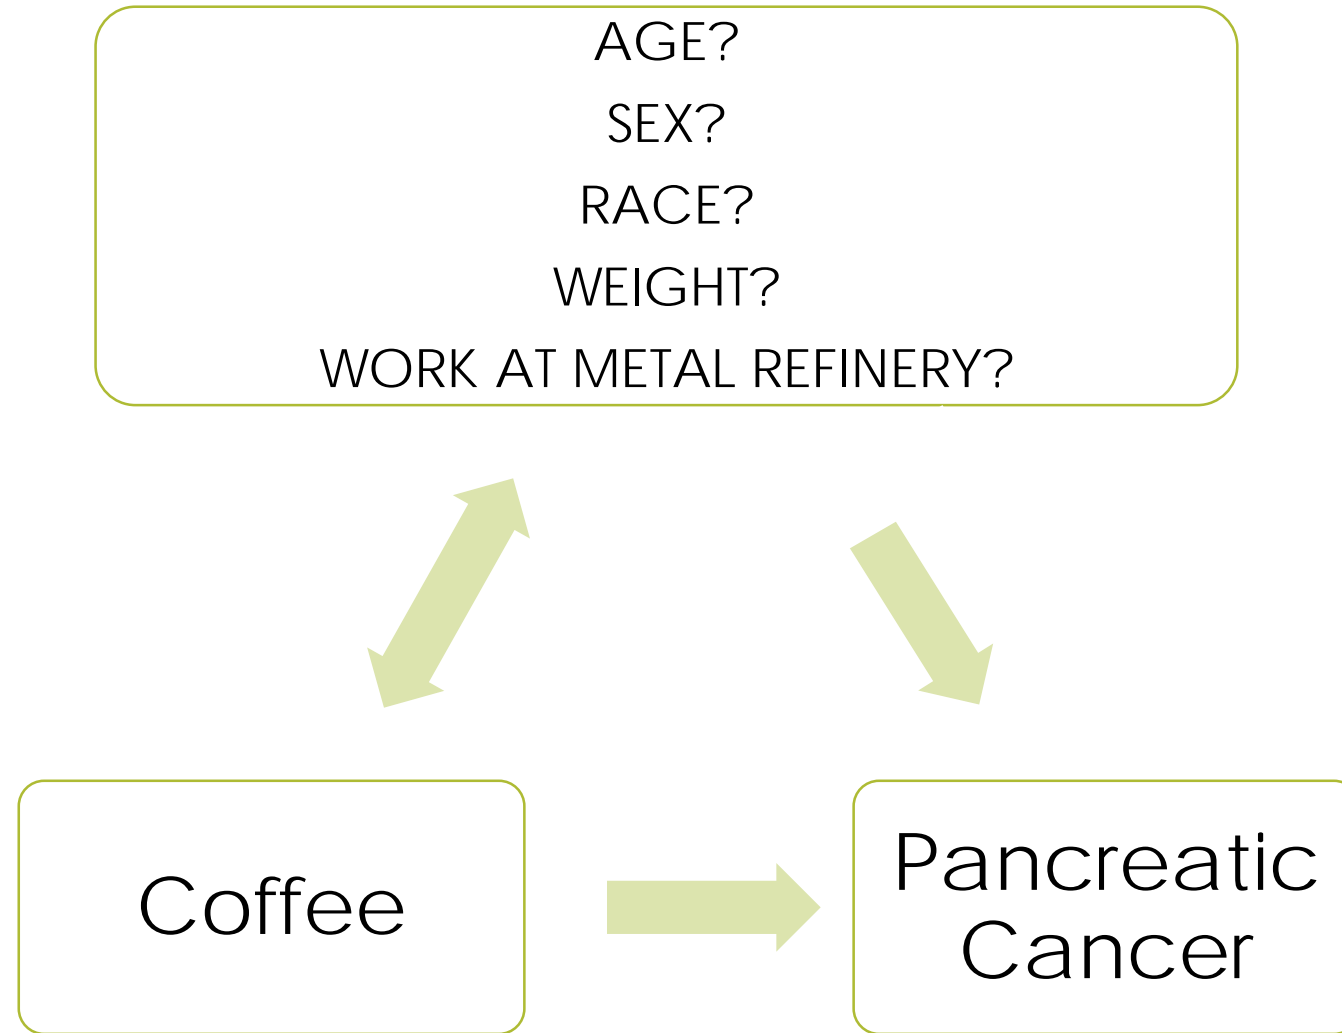 AGE?
SEX?
RACE?
WEIGHT?
WORK AT METAL REFINERY?
Coffee
Pancreatic
Cancer